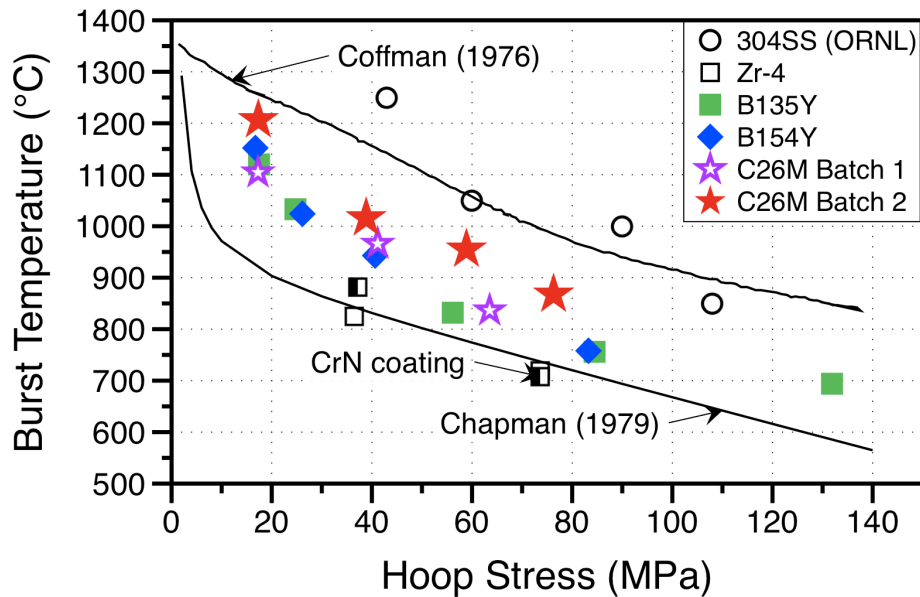 1400
1300
1200
1100
1000
900
800
700
600
500
Burst Temperature (°C)
Coffman (1976)
304SS (ORNL)
Zr-4
B135Y
B154Y
C26M Batch 1
C26M Batch 2
CrN coating
Chapman (1979)
0 20 40 60 80 100 120 140
Hoop Stress (MPa)